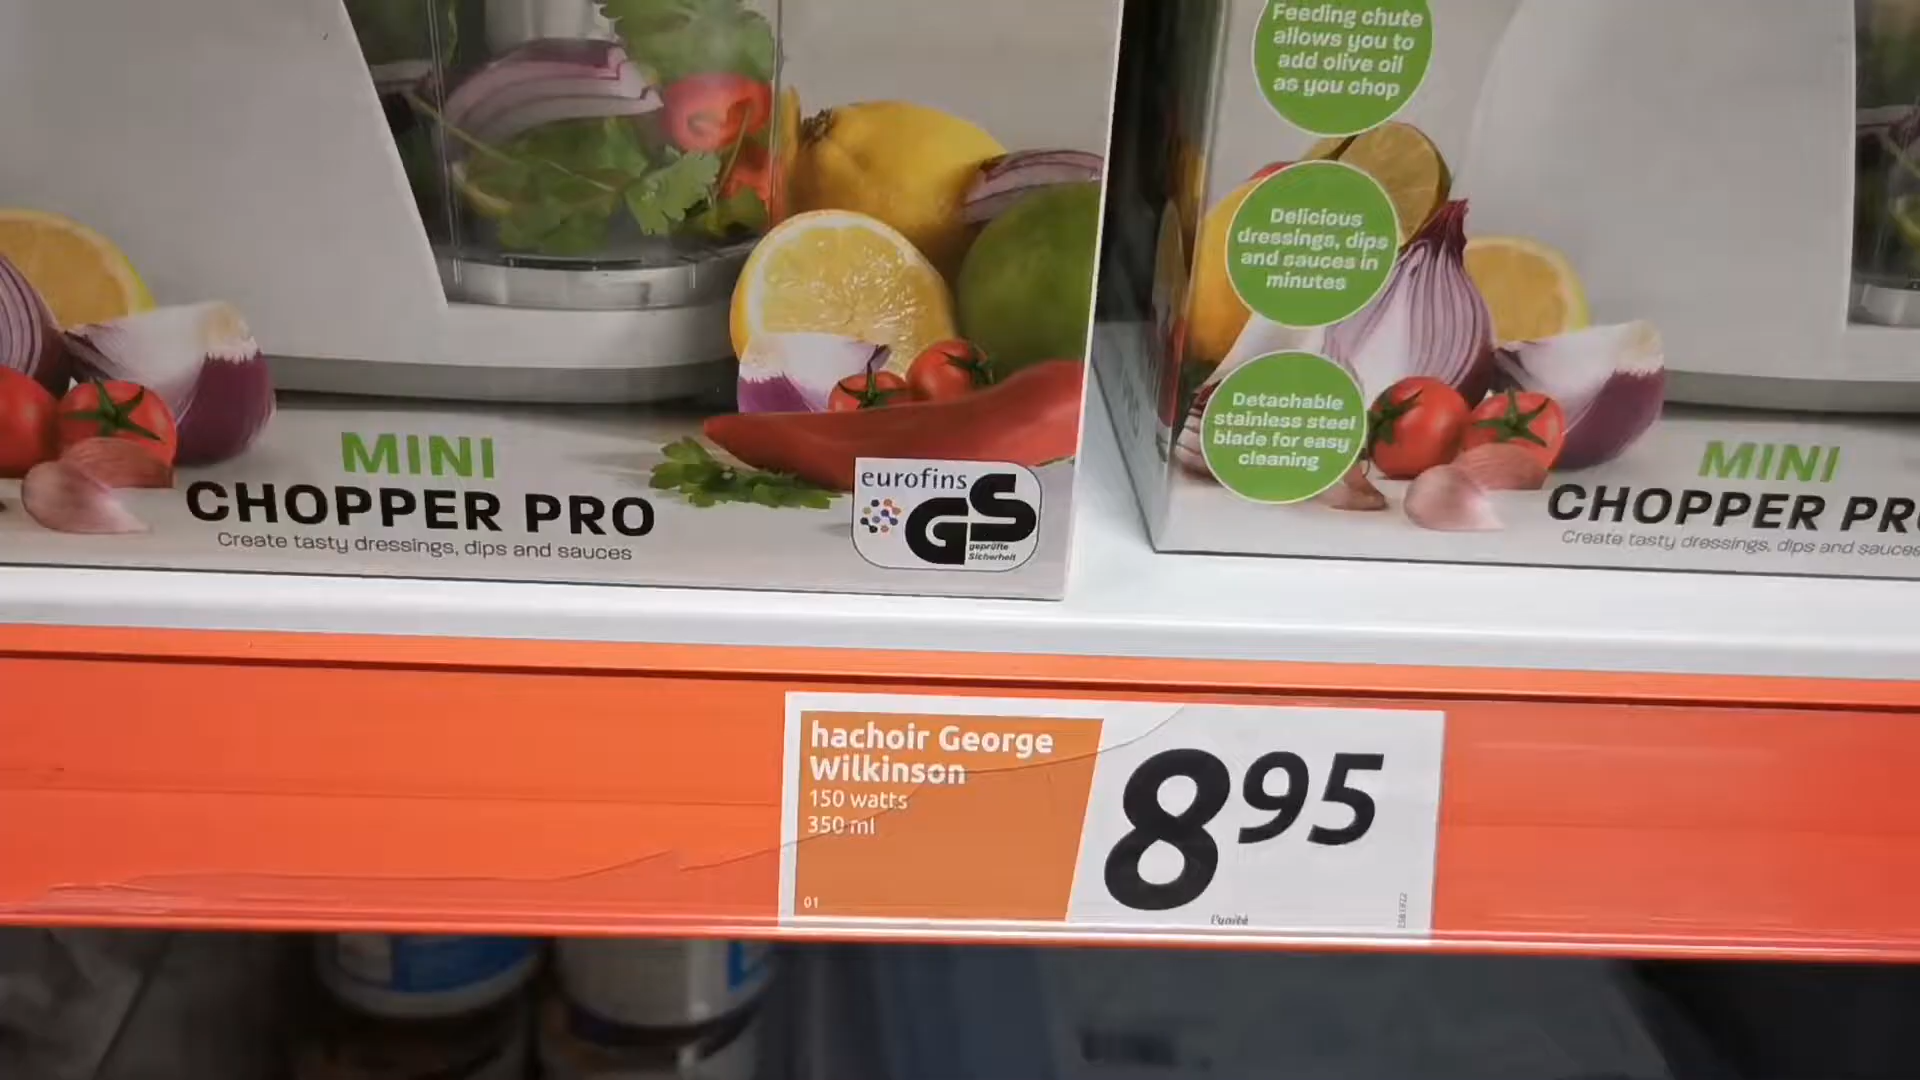 MINI
CHOPPER PRO
Create tasty dressings, dips and sauces
eurofins
GS
geprüfte
Sicherheit
Feeding chute
allows you to
add olive oil
as you chop
Delicious
dressings, dips
and sauces in
minutes
Detachable
stainless steel
blade for easy
cleaning
MINI
CHOPPER PR
Create tasty dressings, dips and sauces
hachoir George
Wilkinson
150 watts
350 ml
01
895
l'unité